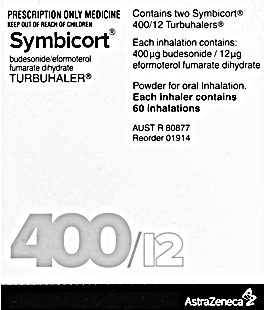 PRESCRIPTION ONLY MEDICINE
KEEP OUT OF REACH OF CHILDREN
Symbicort®
budesonide/eformoterol
fumarate dihydrate
TURBUHALER®
Contains two Symbicort®
400/12 Turbuhalers®
Each inhalation contains:
400µg budesonide / 12µg
eformoterol fumarate dihydrate
Powder for oral Inhalation.
Each inhaler contains
60 Inhalations
AUST R 80877
Reorder 01914
400/12
AstraZeneca